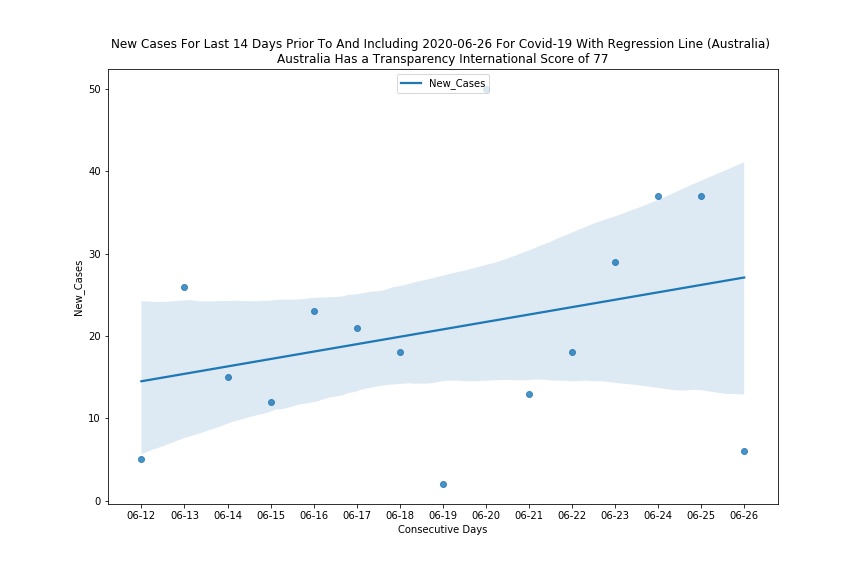 New Cases For Last 14 Days Prior To And Including 2020-06-26 For Covid-19 With Regression Line (Australia)
Australia Has a Transparency International Score of 77
New_Cases
50
40
30
20
10
0
New_Cases
06-12 06-13 06-14 06-15 06-16 06-17 06-18 06-19 06-20 06-21 06-22 06-23 06-24 06-25 06-26
Consecutive Days